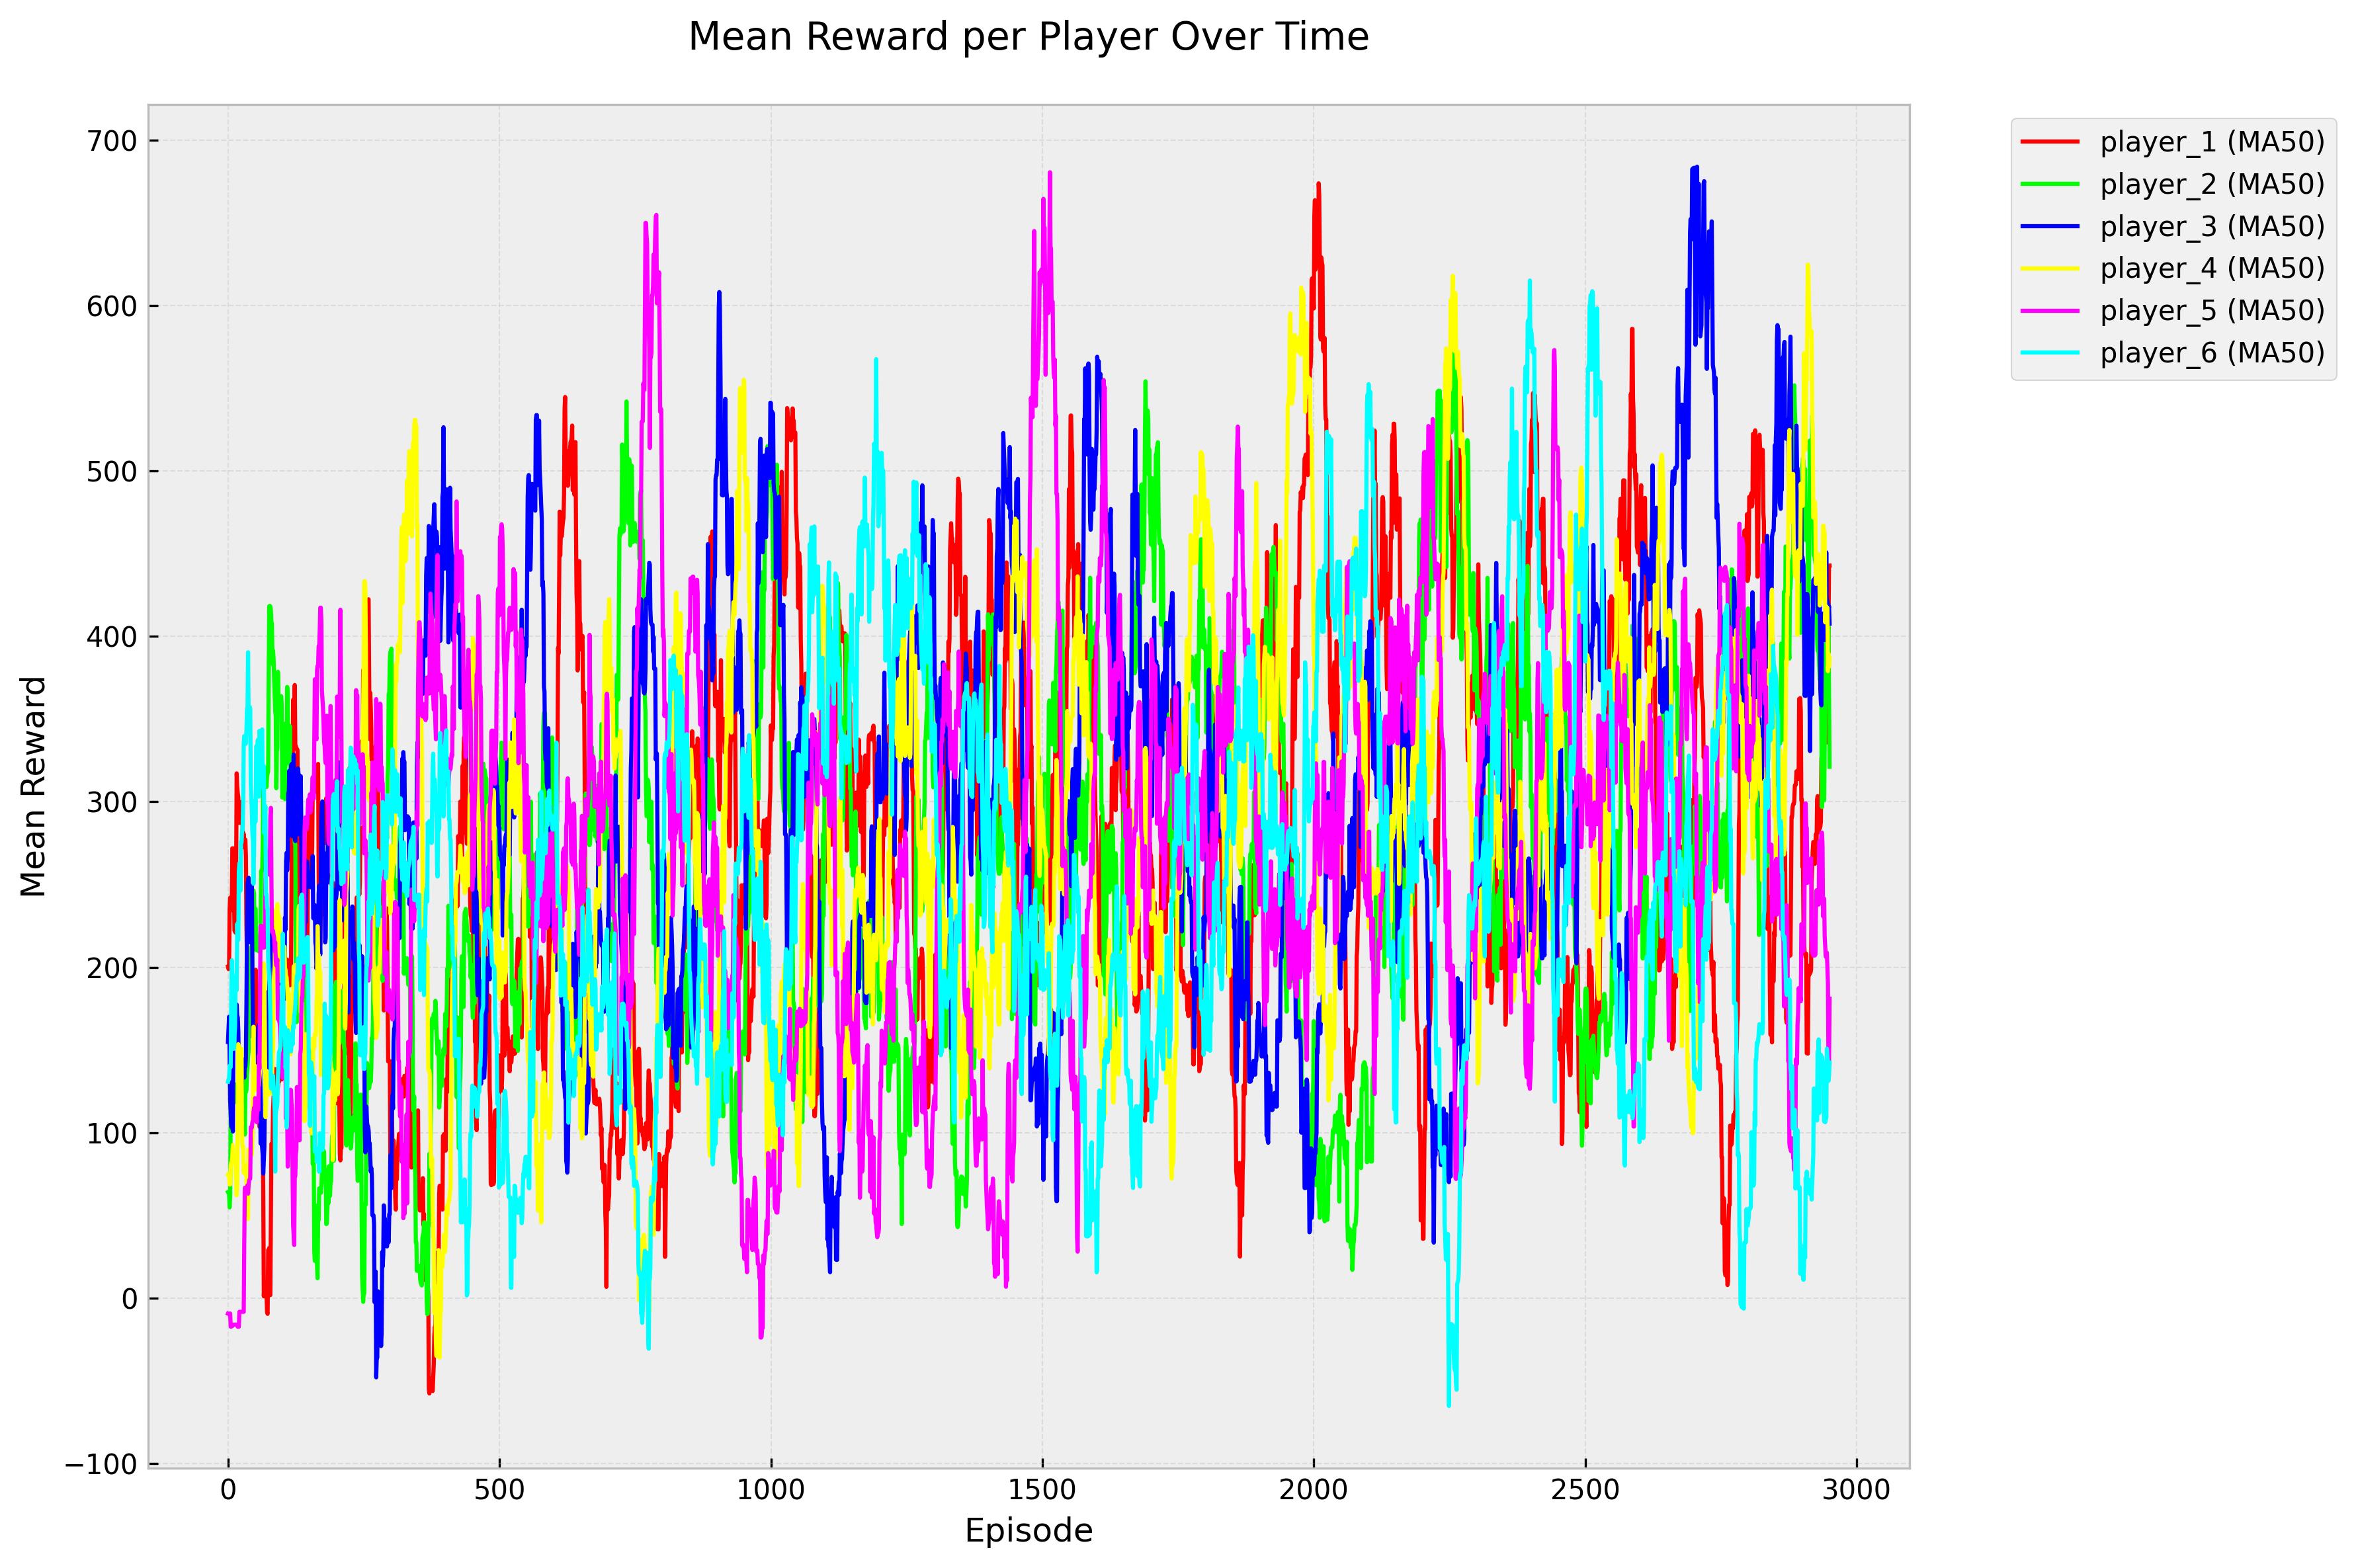 Mean Reward per Player Over Time
700
600
500
400
300
200
100
0
−100
Mean Reward
0 500 1000 1500 2000 2500 3000
Episode
player_1 (MA50)
player_2 (MA50)
player_3 (MA50)
player_4 (MA50)
player_5 (MA50)
player_6 (MA50)